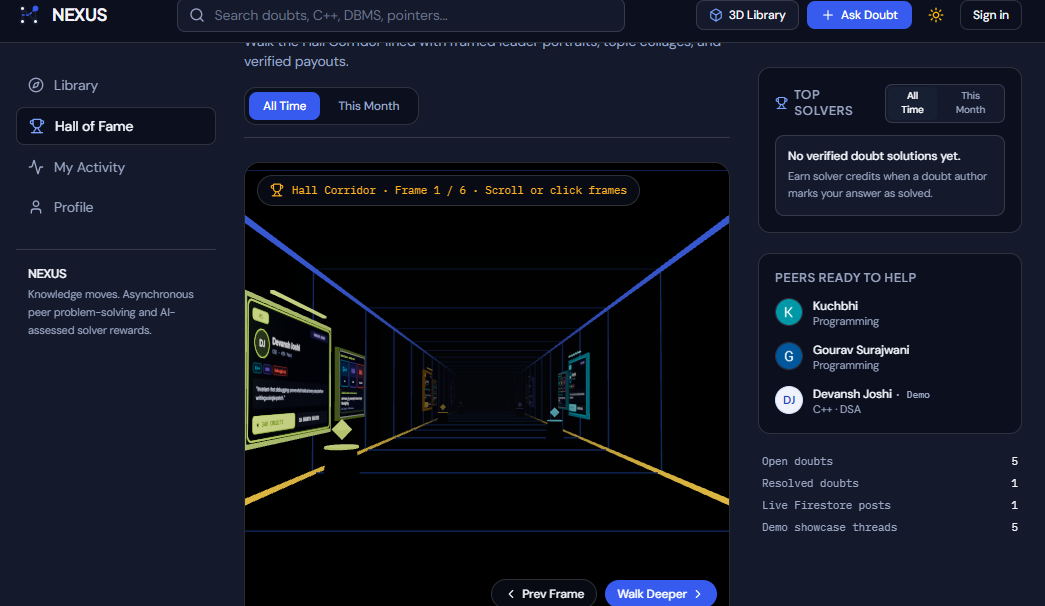 NEXUS
Search doubts, C++, DBMS, pointers...
3D Library
Ask Doubt
Sign in
Library
Hall of Fame
My Activity
Profile
NEXUS
Knowledge moves. Asynchronous
peer problem-solving and AI-
assessed solver rewards.
Walk the Hall Corridor lined with framed leader portraits, topic collages, and
verified payouts.
All Time
This Month
Hall Corridor · Frame 1 / 6 · Scroll or click frames
DJ
Devansh Joshi
Prev Frame
Walk Deeper
TOP
SOLVERS
All
Time
This
Month
No verified doubt solutions yet.
Earn solver credits when a doubt author
marks your answer as solved.
PEERS READY TO HELP
K
Kuchbhi
Programming
G
Gourav Surajwani
Programming
DJ
Devansh Joshi · Demo
C++ · DSA
Open doubts 5
Resolved doubts 1
Live Firestore posts 1
Demo showcase threads 5